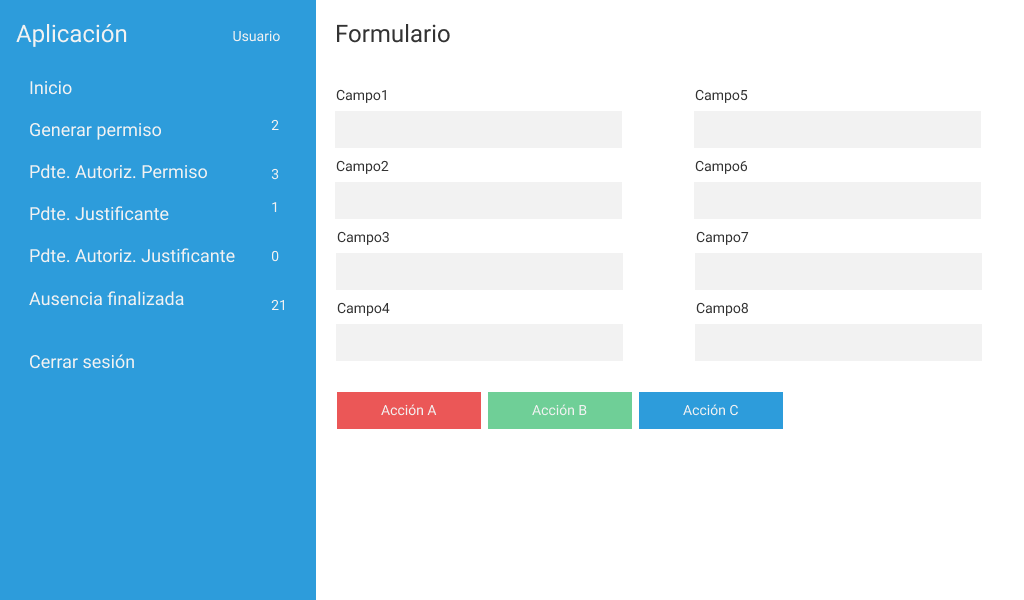 Aplicación
Usuario
Inicio
Generar permiso 2
Pdte. Autoriz. Permiso 3
Pdte. Justificante 1
Pdte. Autoriz. Justificante 0
Ausencia finalizada 21
Cerrar sesión
Formulario
Campo1
Campo2
Campo3
Campo4
Campo5
Campo6
Campo7
Campo8
Acción A
Acción B
Acción C